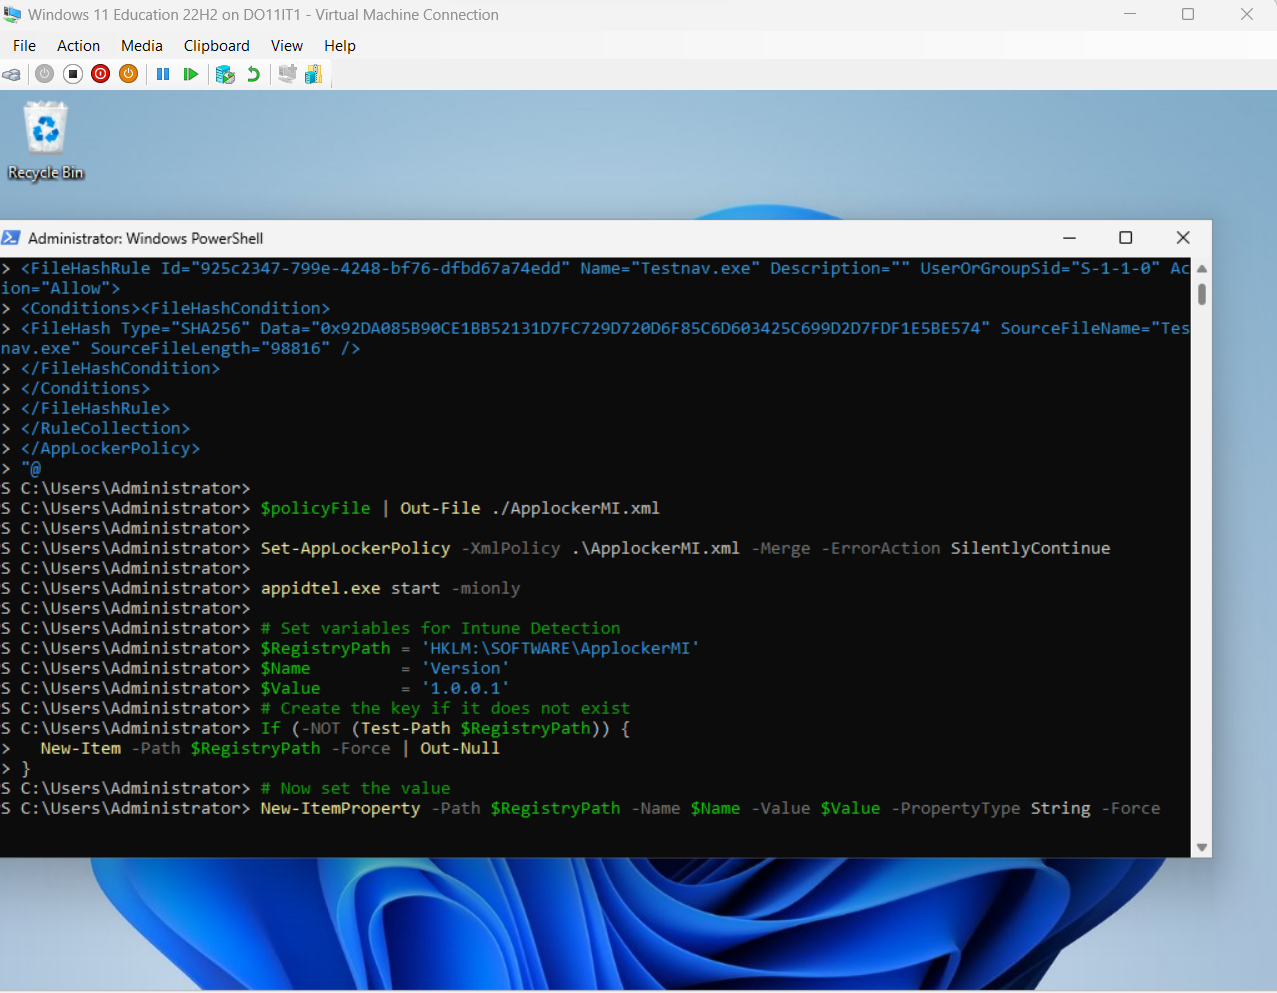 Windows 11 Education 22H2 on DO11IT1 - Virtual Machine Connection
File Action Media Clipboard View Help
Recycle Bin
Administrator: Windows PowerShell
> <FileHashRule Id="925c2347-799e-4248-bf76-dfbd67a74edd" Name="Testnav.exe" Description="" UserOrGroupSid="S-1-1-0" Ac
ion="Allow">
> <Conditions><FileHashCondition>
> <FileHash Type="SHA256" Data="0x92DA085B90CE1BB52131D7FC729D720D6F85C6D603425C699D2D7FDF1E5BE574" SourceFileName="Tes
nav.exe" SourceFileLength="98816" />
> </FileHashCondition>
> </Conditions>
> </FileHashRule>
> </RuleCollection>
> </AppLockerPolicy>
> "@
S C:\Users\Administrator>
S C:\Users\Administrator> $policyFile | Out-File ./ApplockerMI.xml
S C:\Users\Administrator>
S C:\Users\Administrator> Set-AppLockerPolicy -XmlPolicy .\ApplockerMI.xml -Merge -ErrorAction SilentlyContinue
S C:\Users\Administrator>
S C:\Users\Administrator> appidtel.exe start -mionly
S C:\Users\Administrator>
S C:\Users\Administrator> # Set variables for Intune Detection
S C:\Users\Administrator> $RegistryPath = 'HKLM:\SOFTWARE\ApplockerMI'
S C:\Users\Administrator> $Name         = 'Version'
S C:\Users\Administrator> $Value        = '1.0.0.1'
S C:\Users\Administrator> # Create the key if it does not exist
S C:\Users\Administrator> If (-NOT (Test-Path $RegistryPath)) {
>   New-Item -Path $RegistryPath -Force | Out-Null
> }
S C:\Users\Administrator> # Now set the value
S C:\Users\Administrator> New-ItemProperty -Path $RegistryPath -Name $Name -Value $Value -PropertyType String -Force